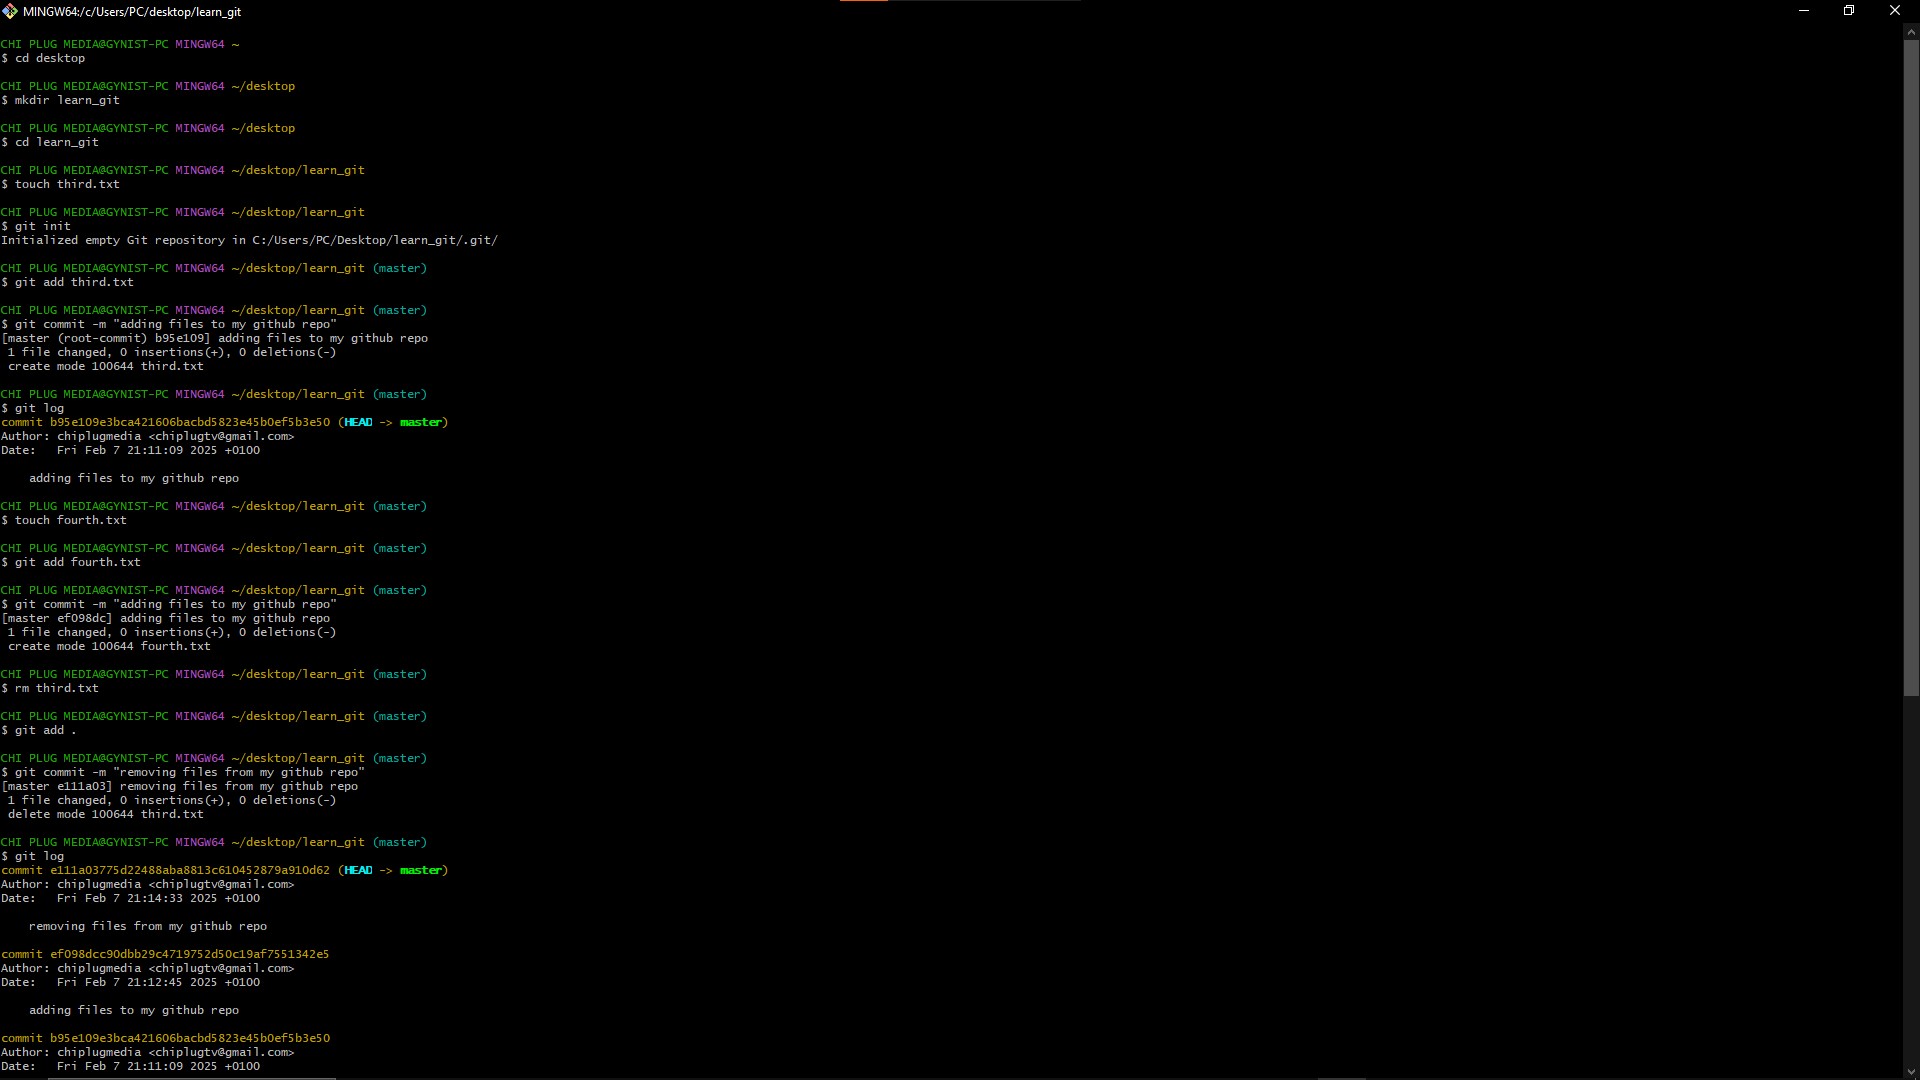 MINGW64:/c/Users/PC/desktop/learn_git
CHI PLUG MEDIA@GYNIST-PC MINGW64 ~
$ cd desktop
CHI PLUG MEDIA@GYNIST-PC MINGW64 ~/desktop
$ mkdir learn_git
CHI PLUG MEDIA@GYNIST-PC MINGW64 ~/desktop
$ cd learn_git
CHI PLUG MEDIA@GYNIST-PC MINGW64 ~/desktop/learn_git
$ touch third.txt
CHI PLUG MEDIA@GYNIST-PC MINGW64 ~/desktop/learn_git
$ git init
Initialized empty Git repository in C:/Users/PC/Desktop/learn_git/.git/
CHI PLUG MEDIA@GYNIST-PC MINGW64 ~/desktop/learn_git (master)
$ git add third.txt
CHI PLUG MEDIA@GYNIST-PC MINGW64 ~/desktop/learn_git (master)
$ git commit -m "adding files to my github repo"
[master (root-commit) b95e109] adding files to my github repo
 1 file changed, 0 insertions(+), 0 deletions(-)
 create mode 100644 third.txt
CHI PLUG MEDIA@GYNIST-PC MINGW64 ~/desktop/learn_git (master)
$ git log
commit b95e109e3bca421606bacbd5823e45b0ef5b3e50 (HEAD -> master)
Author: chiplugmedia <chiplugtv@gmail.com>
Date:   Fri Feb 7 21:11:09 2025 +0100
    adding files to my github repo
CHI PLUG MEDIA@GYNIST-PC MINGW64 ~/desktop/learn_git (master)
$ touch fourth.txt
CHI PLUG MEDIA@GYNIST-PC MINGW64 ~/desktop/learn_git (master)
$ git add fourth.txt
CHI PLUG MEDIA@GYNIST-PC MINGW64 ~/desktop/learn_git (master)
$ git commit -m "adding files to my github repo"
[master ef098dc] adding files to my github repo
 1 file changed, 0 insertions(+), 0 deletions(-)
 create mode 100644 fourth.txt
CHI PLUG MEDIA@GYNIST-PC MINGW64 ~/desktop/learn_git (master)
$ rm third.txt
CHI PLUG MEDIA@GYNIST-PC MINGW64 ~/desktop/learn_git (master)
$ git add .
CHI PLUG MEDIA@GYNIST-PC MINGW64 ~/desktop/learn_git (master)
$ git commit -m "removing files from my github repo"
[master e111a03] removing files from my github repo
 1 file changed, 0 insertions(+), 0 deletions(-)
 delete mode 100644 third.txt
CHI PLUG MEDIA@GYNIST-PC MINGW64 ~/desktop/learn_git (master)
$ git log
commit e111a03775d22488aba8813c610452879a910d62 (HEAD -> master)
Author: chiplugmedia <chiplugtv@gmail.com>
Date:   Fri Feb 7 21:14:33 2025 +0100
    removing files from my github repo
commit ef098dcc90dbb29c4719752d50c19af7551342e5
Author: chiplugmedia <chiplugtv@gmail.com>
Date:   Fri Feb 7 21:12:45 2025 +0100
    adding files to my github repo
commit b95e109e3bca421606bacbd5823e45b0ef5b3e50
Author: chiplugmedia <chiplugtv@gmail.com>
Date:   Fri Feb 7 21:11:09 2025 +0100